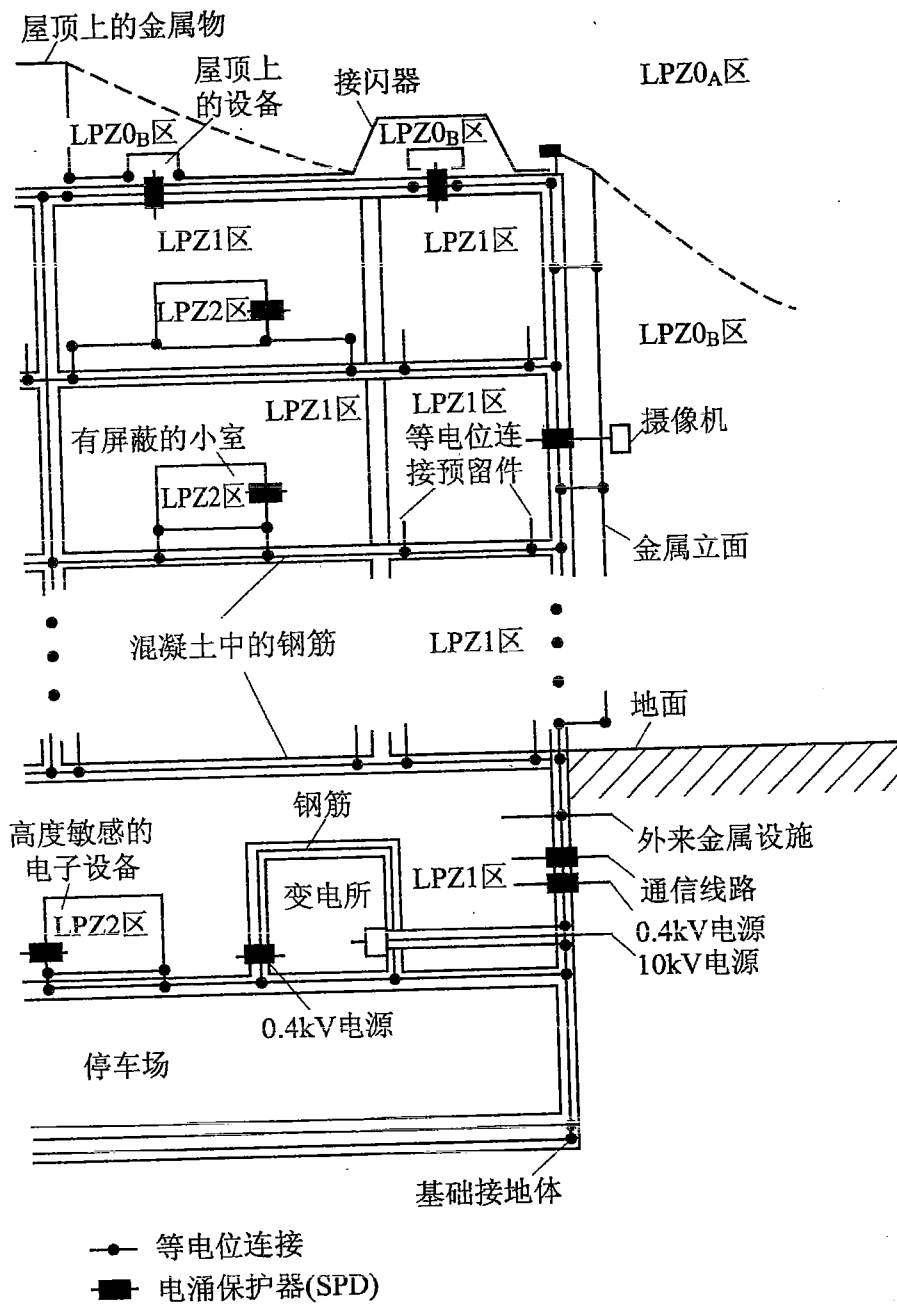 屋顶上的金属物
屋顶上
的设备
接闪器
LPZ0A区
LPZ0B区
LPZ0B区
LPZ1区
LPZ1区
LPZ2区
LPZ0B区
LPZ1区
LPZ1区
等电位连
接预留件
摄像机
有屏蔽的小室
LPZ2区
金属立面
混凝土中的钢筋
LPZ1区
地面
钢筋
外来金属设施
高度敏感的
电子设备
LPZ1区
通信线路
变电所
LPZ2区
0.4kV电源
10kV电源
0.4kV电源
停车场
基础接地体
等电位连接
电涌保护器(SPD)